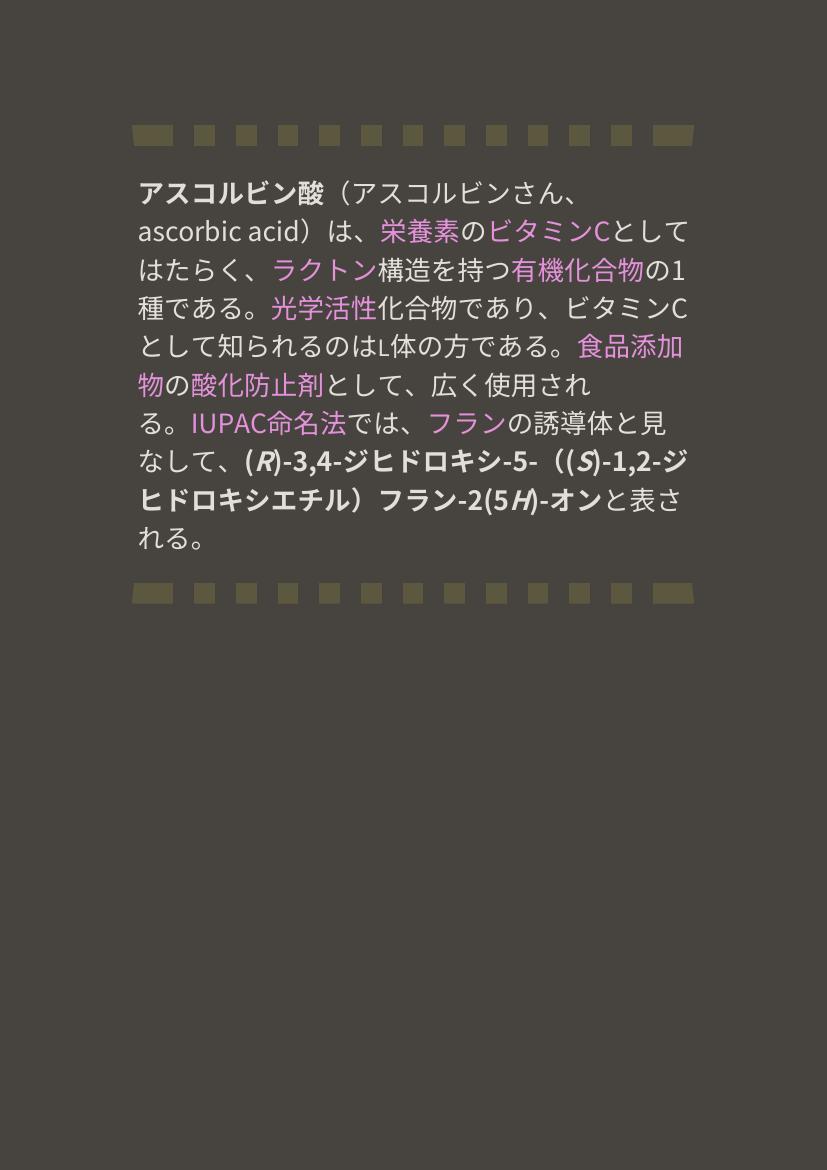 アスコルビン酸（アスコルビンさん、
ascorbic acid）は、栄養素のビタミンCとして
はたらく、ラクトン構造を持つ有機化合物の1
種である。光学活性化合物であり、ビタミンC
として知られるのはL体の方である。食品添加
物の酸化防止剤として、広く使用され
る。IUPAC命名法では、フランの誘導体と見
なして、(R)-3,4-ジヒドロキシ-5-（(S)-1,2-ジ
ヒドロキシエチル）フラン-2(5H)-オンと表さ
れる。